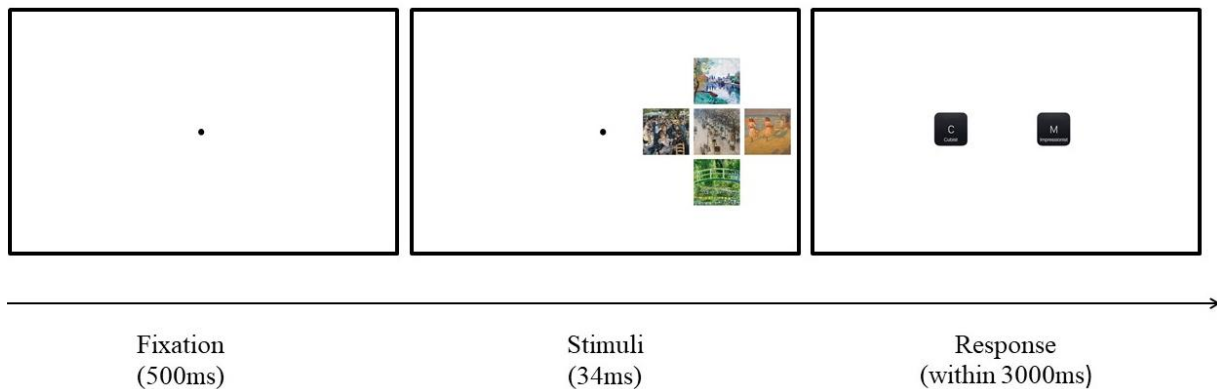 C
Cubist
M
Impressionist
Fixation
(500ms)
Stimuli
(34ms)
Response
(within 3000ms)